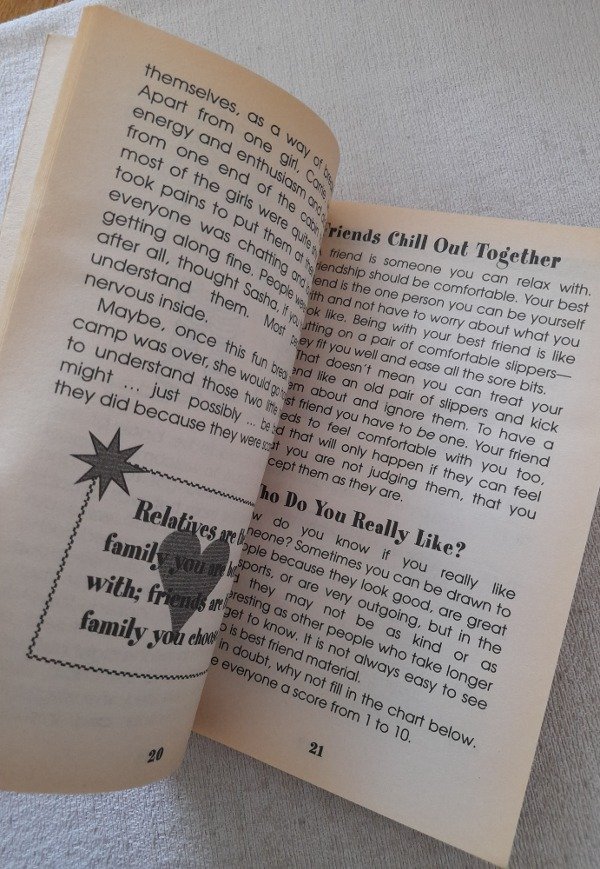 themselves, as a way of
Apart from one girl,
energy and enthusiasm and
from one end of the cabin
most of the girls were quite
took pains to put them at
everyone was chatting and
getting along fine. People
after all, thought Sasha, if you
understand them. Most
nervous inside.
Maybe, once this fun
camp was over, she would go
to understand those two little
might ... just possibly ... be
they did because they were
Relatives are
family you are
with; friends are
family you choose
20
Friends Chill Out Together
friend is someone you can relax with.
friendship should be comfortable. Your best
friend is the one person you can be yourself
with and not have to worry about what you
look like. Being with your best friend is like
putting on a pair of comfortable slippers—
they fit you well and ease all the sore bits.
That doesn't mean you can treat your
friend like an old pair of slippers and kick
them about and ignore them. To have a
best friend you have to be one. Your friend
needs to feel comfortable with you too,
and that will only happen if they can feel
that you are not judging them, that you
accept them as they are.
Who Do You Really Like?
How do you know if you really like
someone? Sometimes you can be drawn to
people because they look good, are great
sports, or are very outgoing, but in the
they may not be as kind or as
interesting as other people who take longer
get to know. It is not always easy to see
who is best friend material.
in doubt, why not fill in the chart below.
everyone a score from 1 to 10.
21